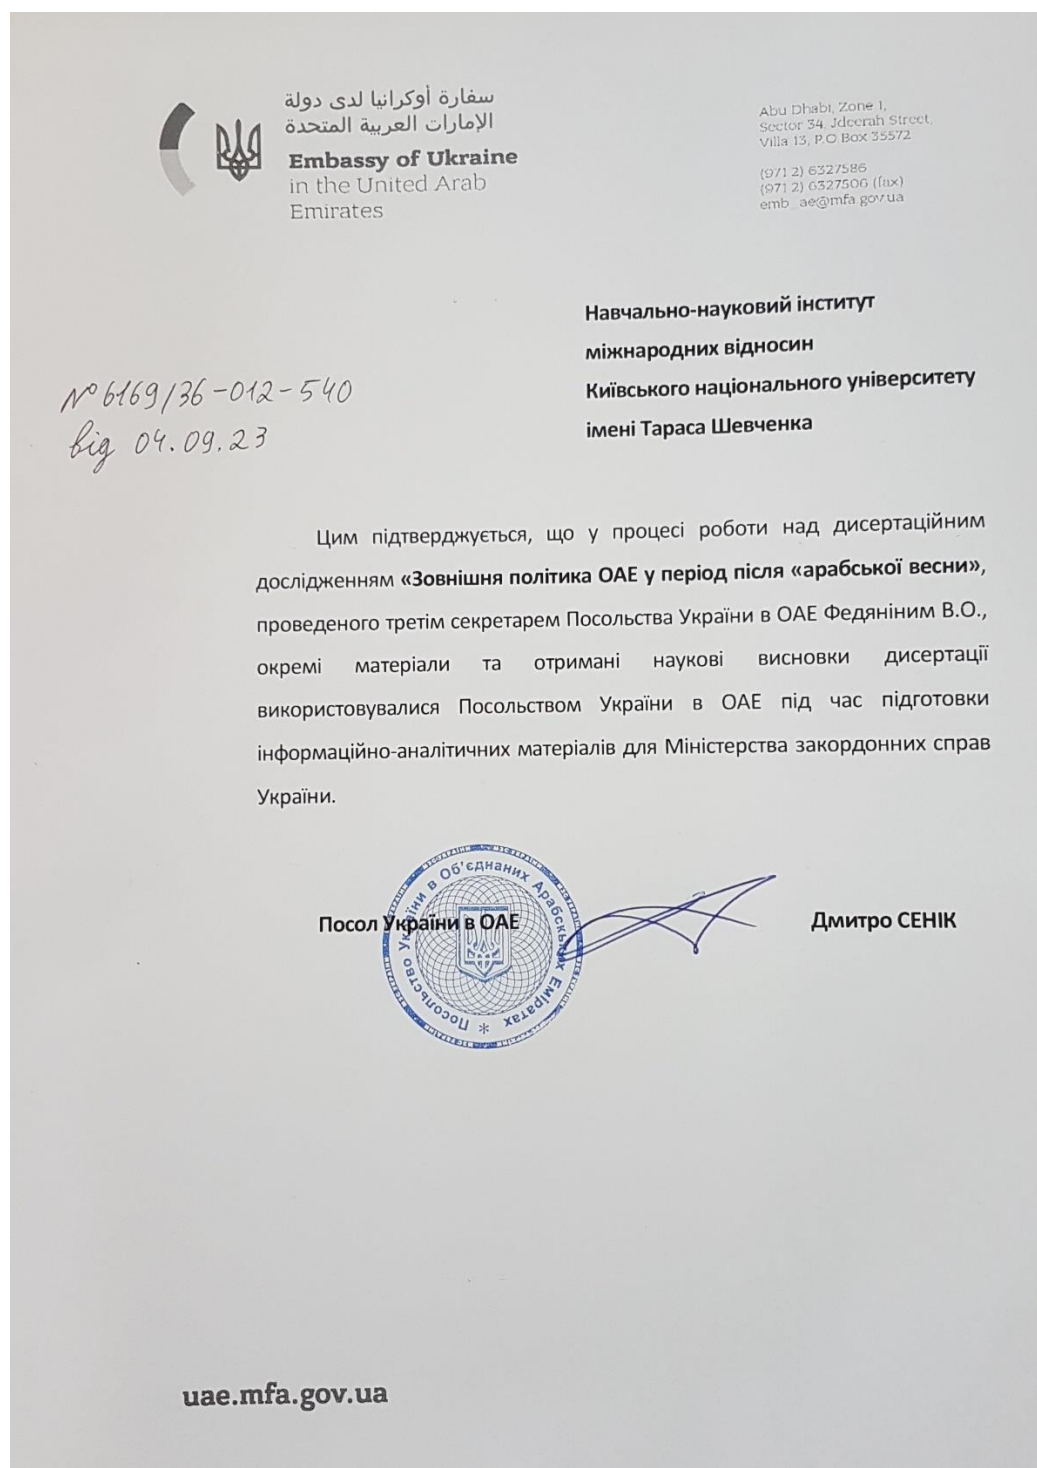 سفارة أوكرانيا لدى دولة
الإمارات العربية المتحدة
Embassy of Ukraine
in the United Arab
Emirates
Abu Dhabi, Zone 1,
Sector 34, Jdeerah Street,
Villa 13, P.O Box 35572
(971 2) 6327586
(971 2) 6327506 (fax)
emb_ae@mfa.gov.ua
Навчально-науковий інститут
міжнародних відносин
Київського національного університету
імені Тараса Шевченка
№ 6169/36-012-540
від 04.09.23
Цим підтверджується, що у процесі роботи над дисертаційним
дослідженням «Зовнішня політика ОАЕ у період після «арабської весни»,
проведеного третім секретарем Посольства України в ОАЕ Федяніним В.О.,
окремі матеріали та отримані наукові висновки дисертації
використовувалися Посольством України в ОАЕ під час підготовки
інформаційно-аналітичних матеріалів для Міністерства закордонних справ
України.
Посол України в ОАЕ
Дмитро СЕНІК
Посольство України в Об'єднаних Арабських Еміратах *
uae.mfa.gov.ua